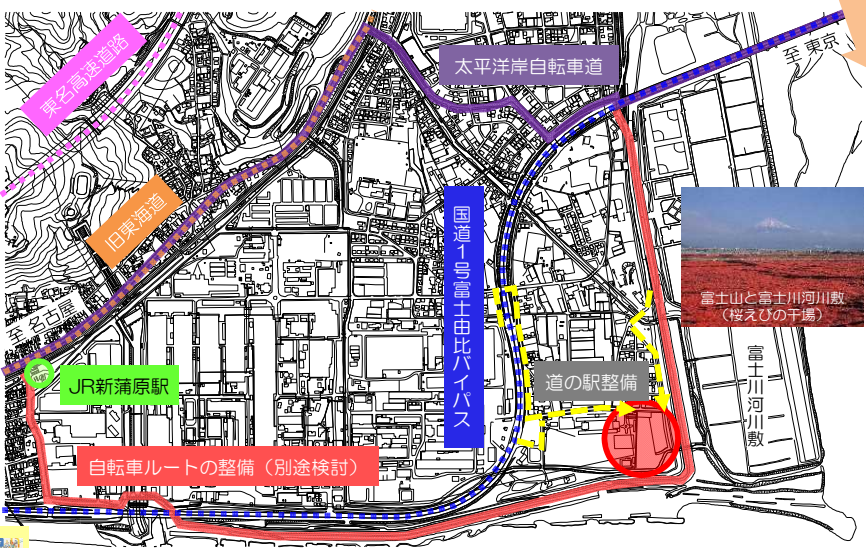 東名高速道路
太平洋岸自転車道
至 東京
旧東海道
国道1号富士由比バイパス
富士山と富士川河川敷
（桜えびの干場）
至 名古屋
JR新蒲原駅
道の駅整備
富士川河川敷
自転車ルートの整備（別途検討）